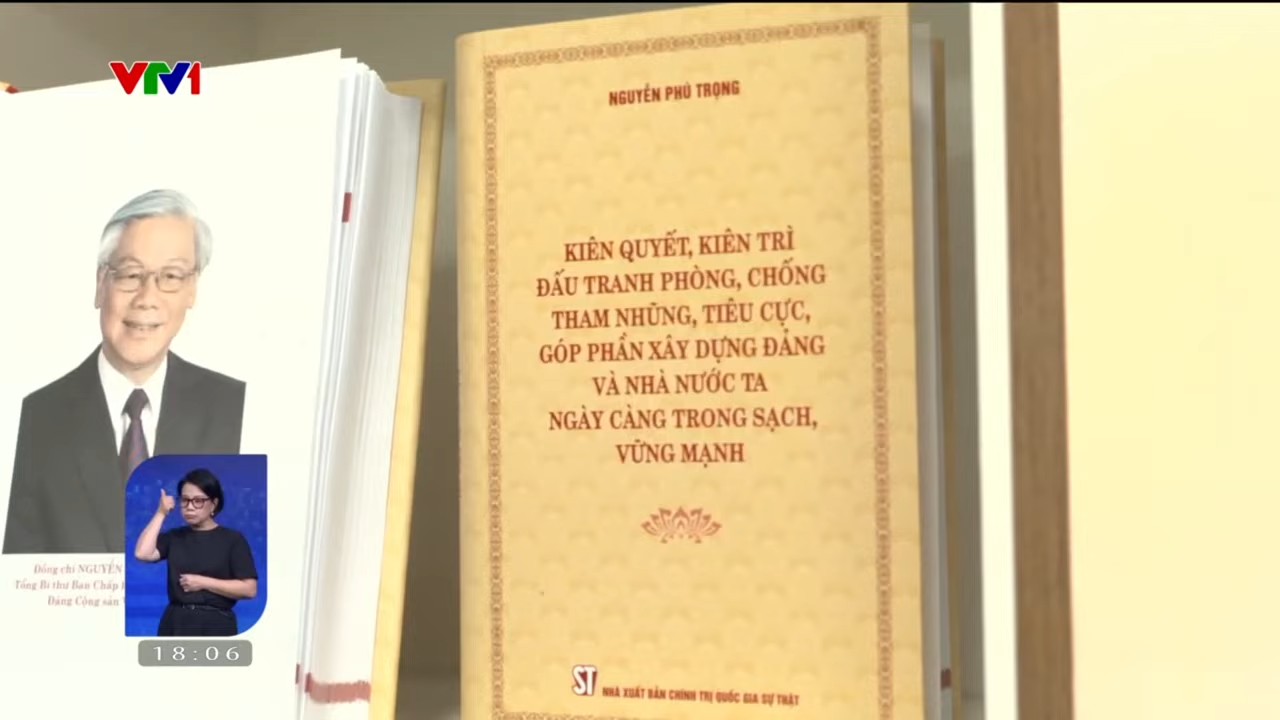 VTV1
NGUYỄN PHÚ TRỌNG
KIÊN QUYẾT, KIÊN TRÌ
ĐẤU TRANH PHÒNG, CHỐNG
THAM NHŨNG, TIÊU CỰC,
GÓP PHẦN XÂY DỰNG ĐẢNG
VÀ NHÀ NƯỚC TA
NGÀY CÀNG TRONG SẠCH,
VỮNG MẠNH
ST NHÀ XUẤT BẢN CHÍNH TRỊ QUỐC GIA SỰ THẬT
Đồng chí NGUYỄN
Tổng Bí thư Ban Chấp
Đảng Cộng sản
18:06